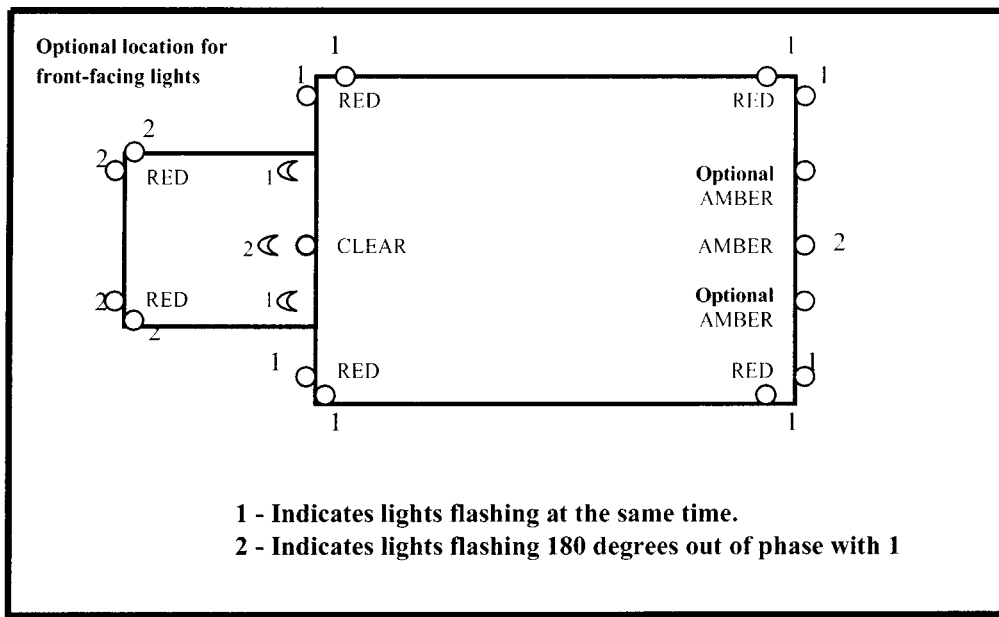 Optional location for
front-facing lights
1
1
1
1
RED
RED
2
2
RED
1
Optional
AMBER
2
CLEAR
AMBER
2
2
RED
1
Optional
AMBER
2
1
RED
RED
1
1
1
1 - Indicates lights flashing at the same time.
2 - Indicates lights flashing 180 degrees out of phase with 1